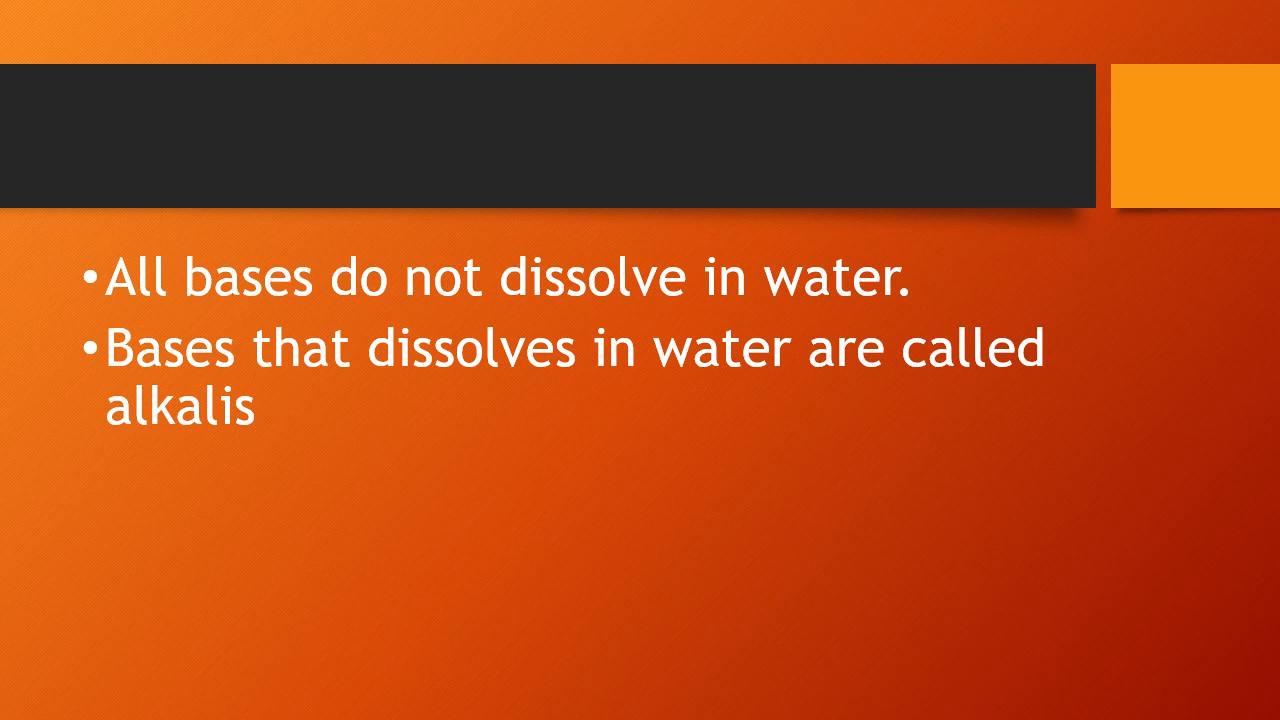 •All bases do not dissolve in water.
•Bases that dissolves in water are called
alkalis